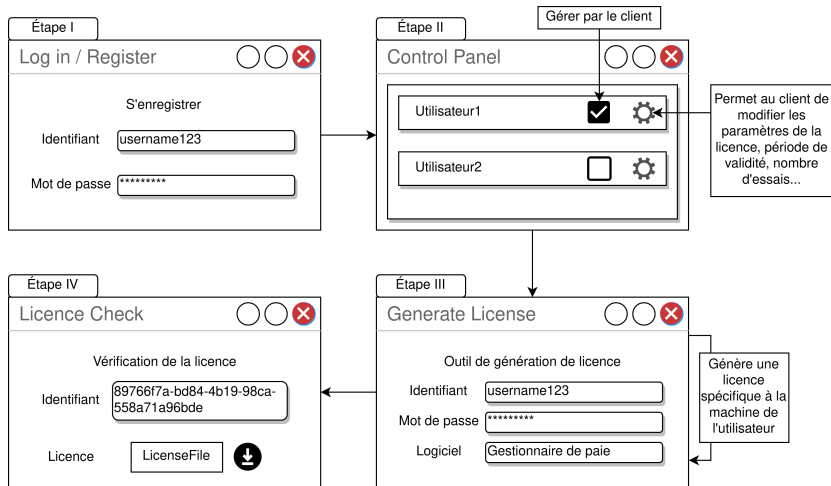 Étape I
Log in / Register
S'enregistrer
Identifiant
username123
Mot de passe
*********
Étape II
Gérer par le client
Control Panel
Utilisateur1
Utilisateur2
Permet au client de
modifier les
paramètres de la
licence, période de
validité, nombre
d'essais...
Étape III
Generate License
Outil de génération de licence
Identifiant
username123
Mot de passe
*********
Logiciel
Gestionnaire de paie
Génère une
licence
spécifique à la
machine de
l'utilisateur
Étape IV
Licence Check
Vérification de la licence
Identifiant
89766f7a-bd84-4b19-98ca-
558a71a96bde
Licence
LicenseFile